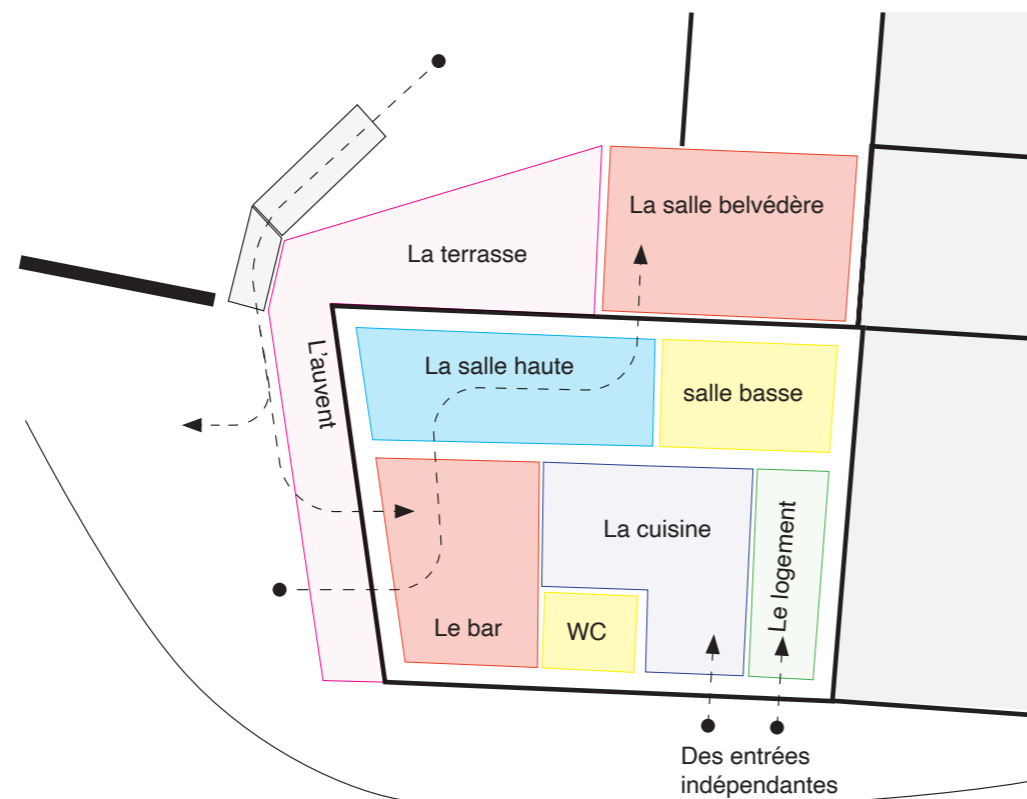 La salle belvédère
La terrasse
L'auvent
La salle haute
salle basse
La cuisine
Le logement
Le bar
WC
Des entrées
indépendantes